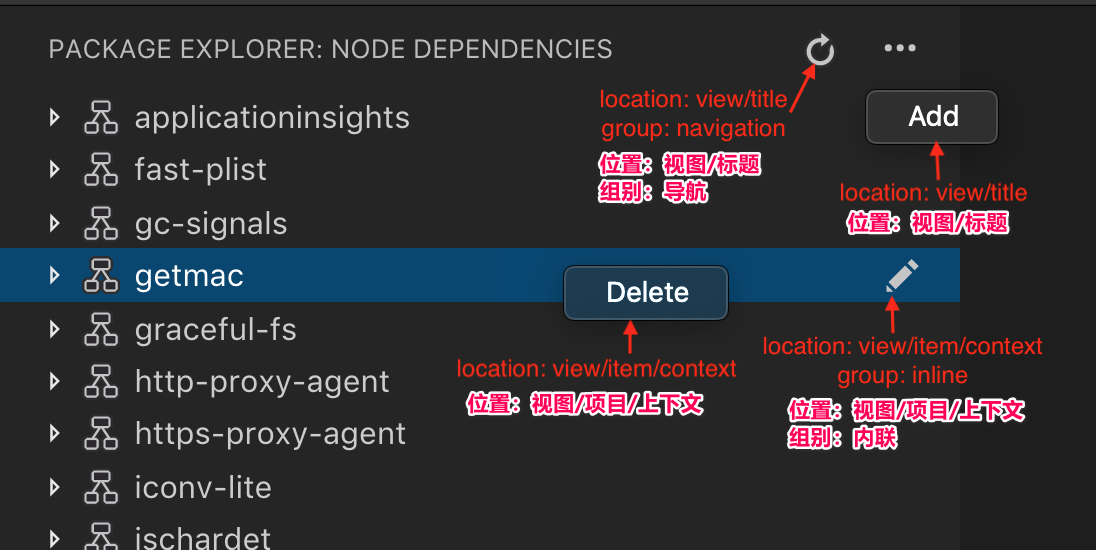 PACKAGE EXPLORER: NODE DEPENDENCIES
location: view/title
group: navigation
位置：视图/标题
组别：导航
Add
location: view/title
位置：视图/标题
applicationinsights
fast-plist
gc-signals
getmac
Delete
location: view/item/context
位置：视图/项目/上下文
location: view/item/context
group: inline
位置：视图/项目/上下文
组别：内联
graceful-fs
http-proxy-agent
https-proxy-agent
iconv-lite
jschardet